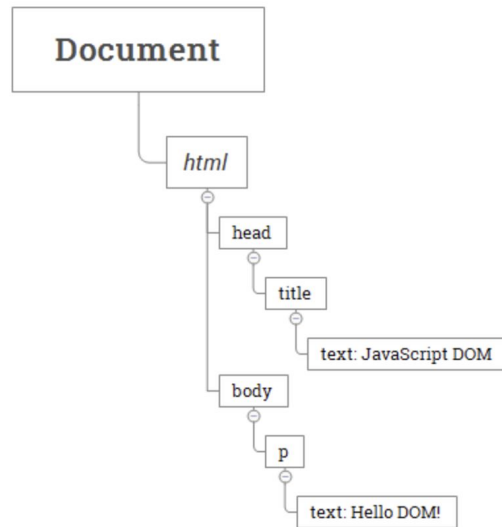 Document
html
head
title
text: JavaScript DOM
body
p
text: Hello DOM!